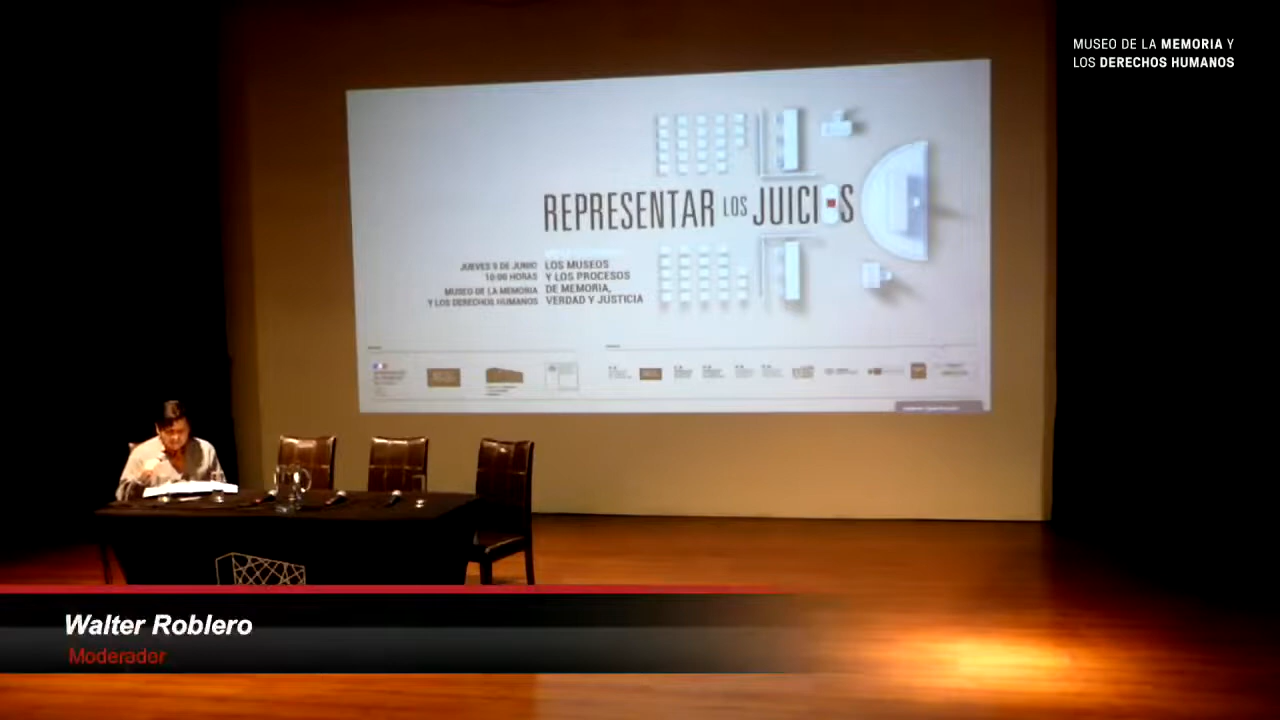 MUSEO DE LA MEMORIA Y
LOS DERECHOS HUMANOS
REPRESENTAR LOS JUICIOS
JUEVES DE JUNIO
10:00 HORAS
MUSEO DE LA MEMORIA
Y LOS DERECHOS HUMANOS
LOS MUSEOS
Y LOS PROCESOS
DE MEMORIA,
VERDAD Y JUSTICIA
Walter Roblero
Moderador